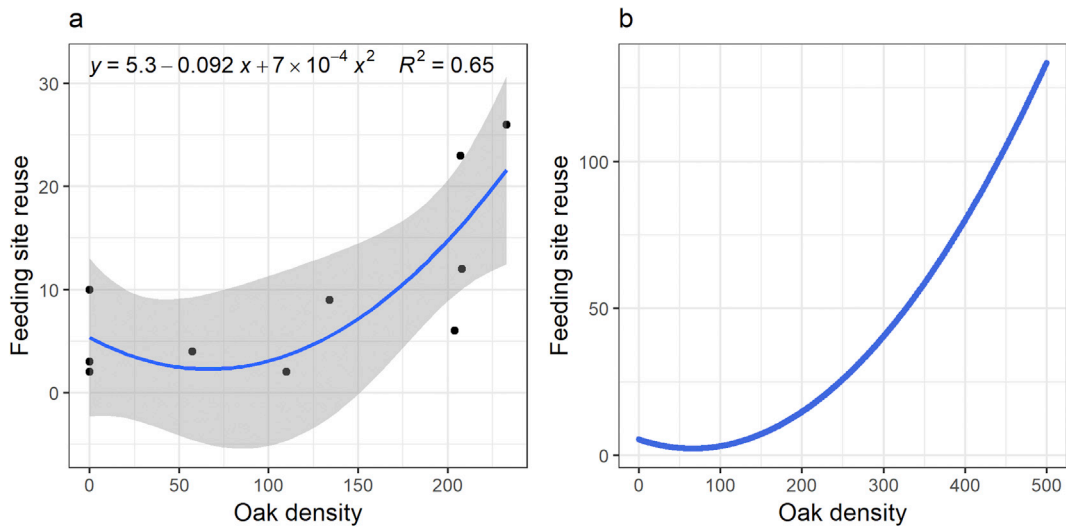 a
y = 5.3 − 0.092 x + 7 × 10⁻⁴ x² R² = 0.65
30
20
10
0
Feeding site reuse
0 50 100 150 200
Oak density
b
100
50
0
Feeding site reuse
0 100 200 300 400 500
Oak density